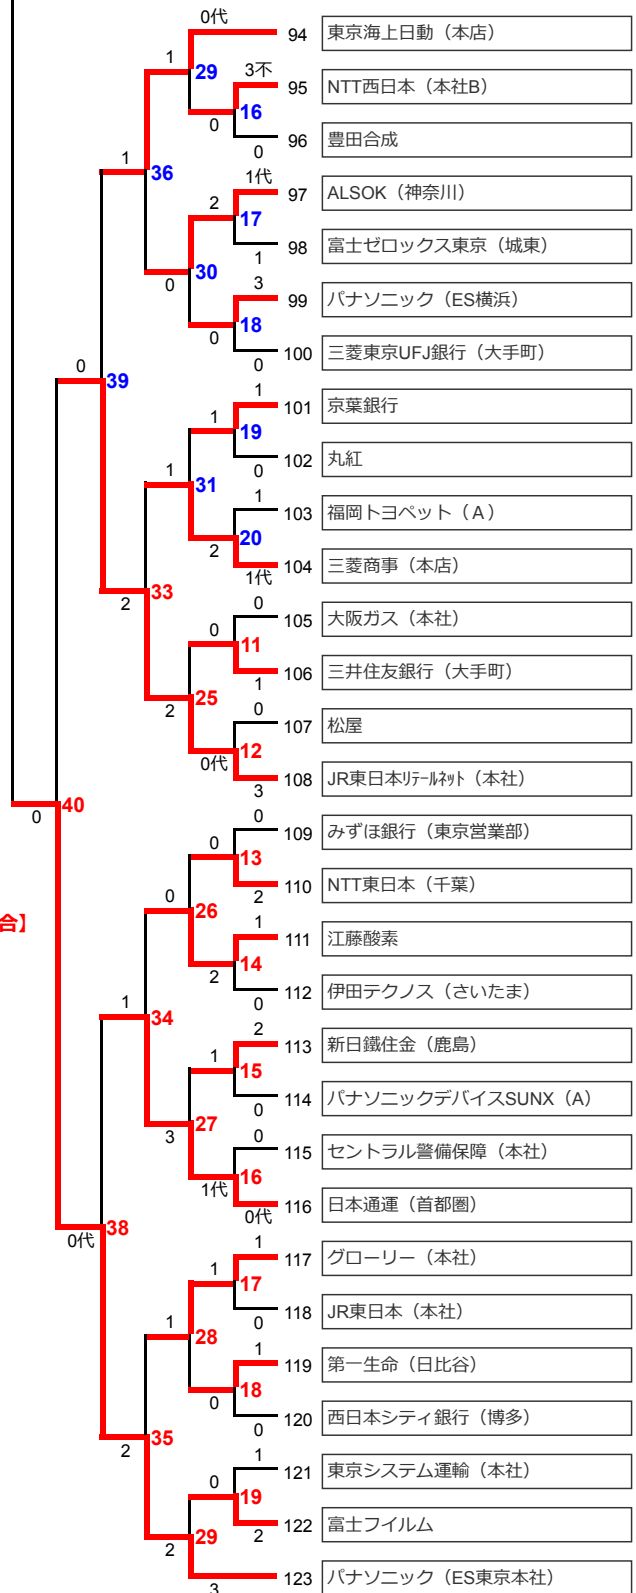 0代
94 東京海上日動（本店）
1
29
3不
95 NTT西日本（本社B）
16
0
0
96 豊田合成
1
36
1代
97 ALSOK（神奈川）
2
17
98 富士ゼロックス東京（城東）
1
30
0
3
99 パナソニック（ES横浜）
18
0
0
100 三菱東京UFJ銀行（大手町）
0
39
1
101 京葉銀行
1
19
102 丸紅
0
1
31
1
103 福岡トヨペット（A）
20
2
104 三菱商事（本店）
1代
33
2
0
105 大阪ガス（本社）
0
11
106 三井住友銀行（大手町）
1
25
2
0
107 松屋
12
0代
108 JR東日本リテールネット（本社）
3
40
0
0
109 みずほ銀行（東京営業部）
0
13
110 NTT東日本（千葉）
2
0
26
合】
1
111 江藤酸素
14
2
112 伊田テクノス（さいたま）
0
1
34
2
113 新日鐵住金（鹿島）
1
15
114 パナソニックデバイスSUNX（A）
0
27
3
0
115 セントラル警備保障（本社）
16
1代
116 日本通運（首都圏）
0代
38
0代
1
117 グローリー（本社）
1
17
118 JR東日本（本社）
0
1
28
1
119 第一生命（日比谷）
18
0
120 西日本シティ銀行（博多）
0
35
2
1
121 東京システム運輸（本社）
0
19
122 富士フイルム
2
29
2
123 パナソニック（ES東京本社）
3